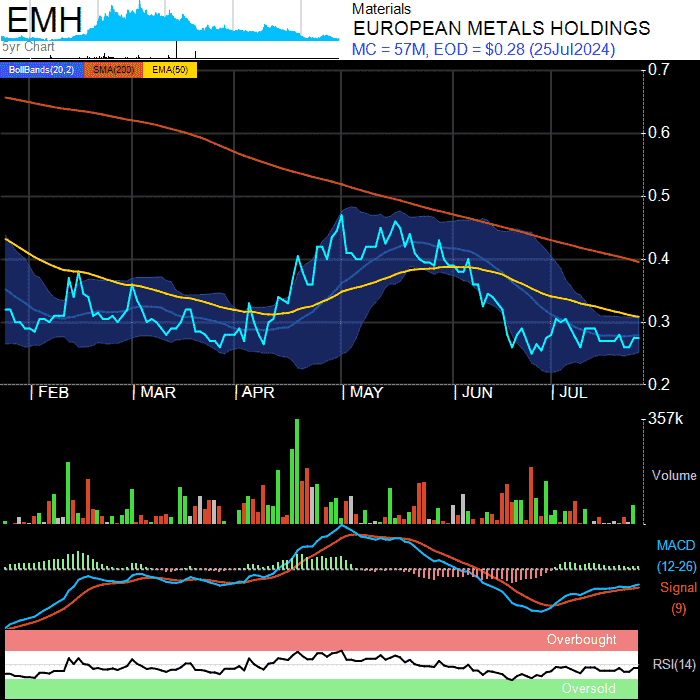 EMH
5yr Chart
Materials
EUROPEAN METALS HOLDINGS
MC = 57M, EOD = $0.28 (25Jul2024)
BollBands(20,2) SMA(200) EMA(50)
0.7
0.6
0.5
0.4
0.3
0.2
FEB MAR APR MAY JUN JUL
357k
Volume
MACD
(12-26)
Signal
(9)
Overbought
RSI(14)
Oversold